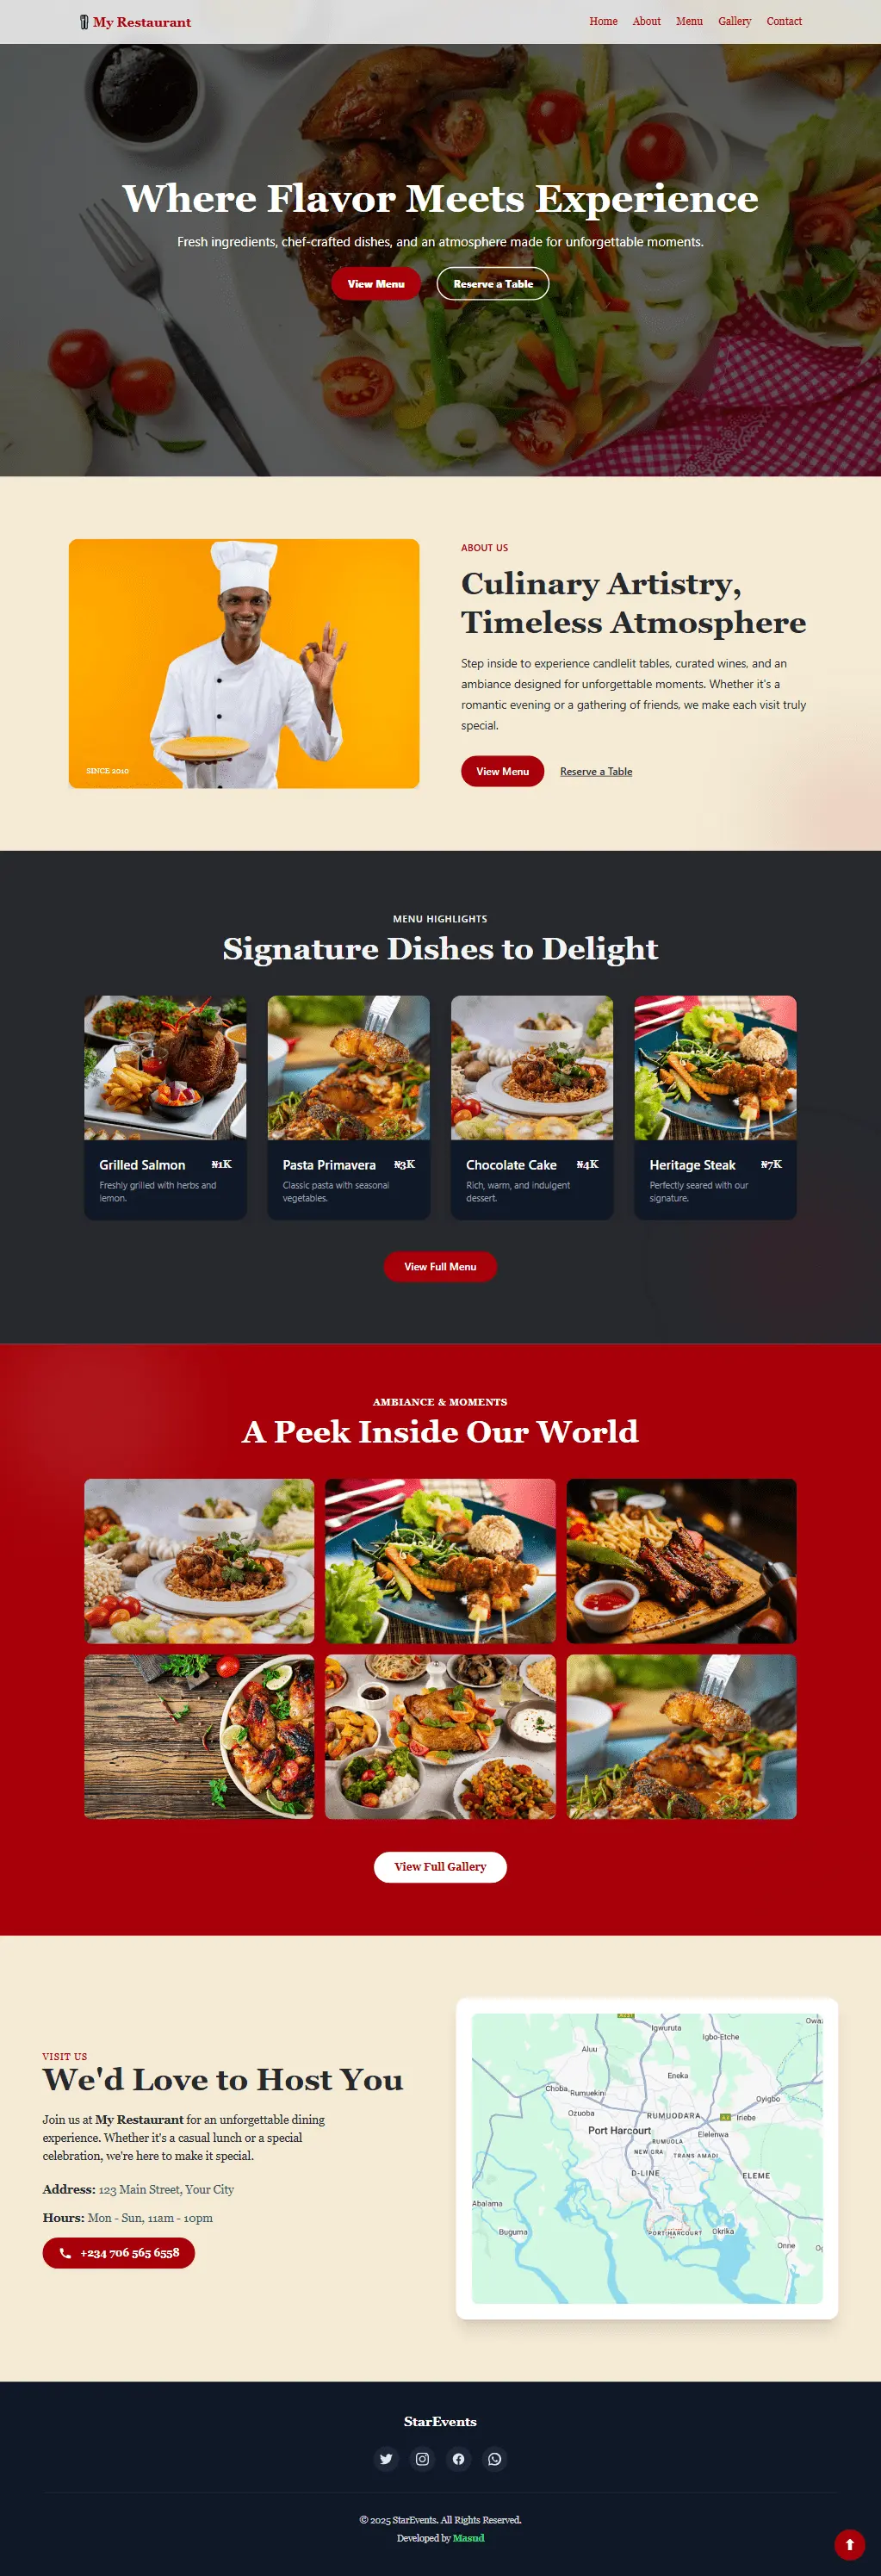 My Restaurant
Home About Menu Gallery Contact
Where Flavor Meets Experience
Fresh ingredients, chef-crafted dishes, and an atmosphere made for unforgettable moments.
View Menu Reserve a Table
SINCE 2010
ABOUT US
Culinary Artistry,
Timeless Atmosphere
Step inside to experience candlelit tables, curated wines, and an
ambiance designed for unforgettable moments. Whether it's a
romantic evening or a gathering of friends, we make each visit truly
special.
View Menu Reserve a Table
MENU HIGHLIGHTS
Signature Dishes to Delight
Grilled Salmon ₦1K
Freshly grilled with herbs and
lemon.
Pasta Primavera ₦3K
Classic pasta with seasonal
vegetables.
Chocolate Cake ₦4K
Rich, warm, and indulgent
dessert.
Heritage Steak ₦7K
Perfectly seared with our
signature.
View Full Menu
AMBIANCE & MOMENTS
A Peek Inside Our World
View Full Gallery
VISIT US
We'd Love to Host You
Join us at My Restaurant for an unforgettable dining
experience. Whether it's a casual lunch or a special
celebration, we're here to make it special.
Address: 123 Main Street, Your City
Hours: Mon - Sun, 11am - 10pm
+234 706 565 6558
Igwuruta
Owa
Igbo-Etche
Aluu
Eneka
Choba
Rumuekini
Oyigbo
Ozuoba
RUMUODARA
Iriebe
Port Harcourt
Elelenwa
RUMUOLA
NEW GRA
TRANS AMADI
D-LINE
ELEME
Abalama
Buguma
PORTHARCOURT
Okrika
Onne
StarEvents
© 2025 StarEvents. All Rights Reserved.
Developed by Masud